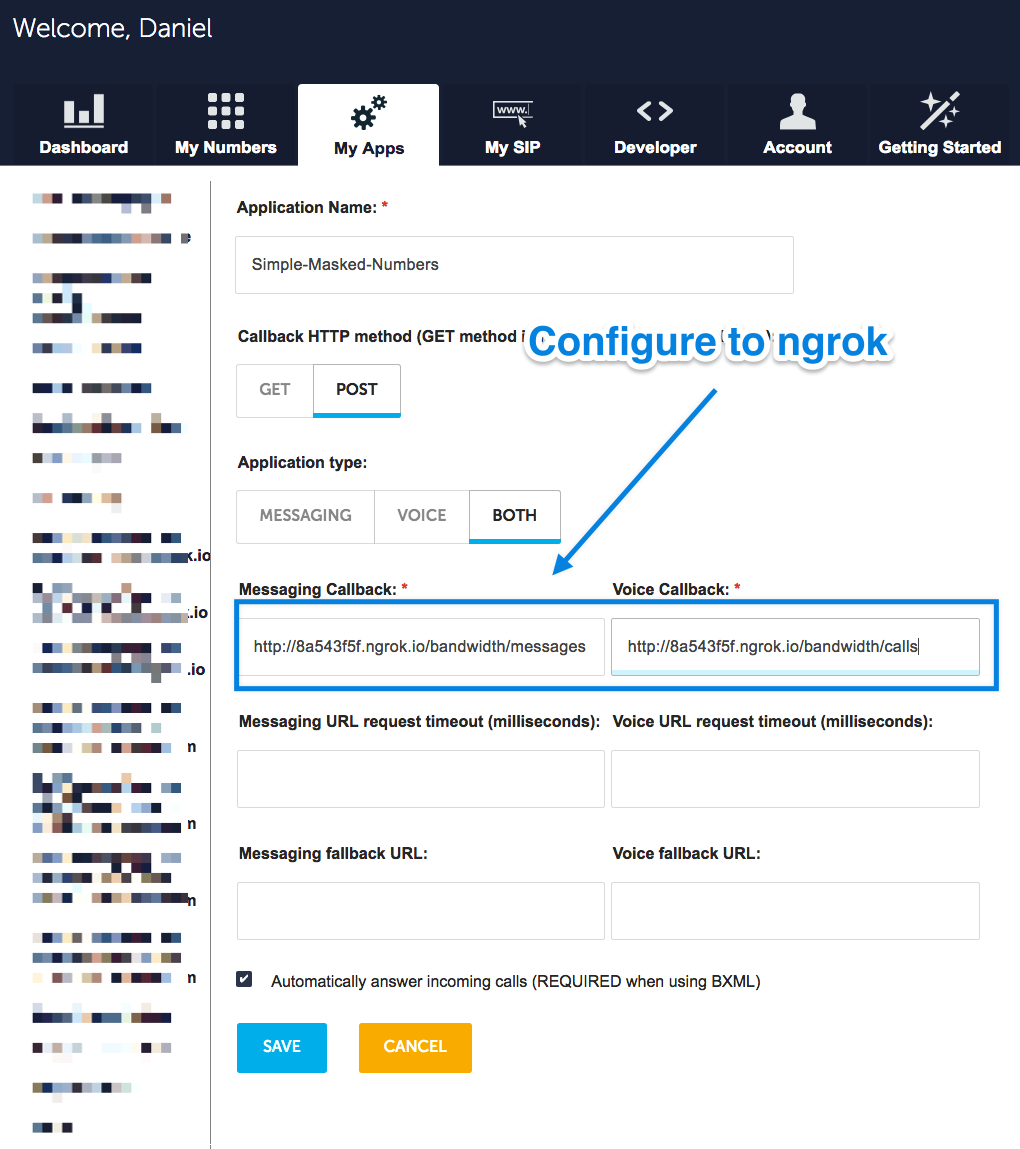 Welcome, Daniel
www.
Dashboard
My Numbers
My Apps
My SIP
Developer
Account
Getting Started
Application Name: *
Simple-Masked-Numbers
Callback HTTP method (GET method
Configure to ngrok
GET
POST
Application type:
MESSAGING
VOICE
BOTH
Messaging Callback: *
Voice Callback: *
http://8a543f5f.ngrok.io/bandwidth/messages
http://8a543f5f.ngrok.io/bandwidth/calls
Messaging URL request timeout (milliseconds):
Voice URL request timeout (milliseconds):
Messaging fallback URL:
Voice fallback URL:
Automatically answer incoming calls (REQUIRED when using BXML)
SAVE
CANCEL
.io
.io
.io